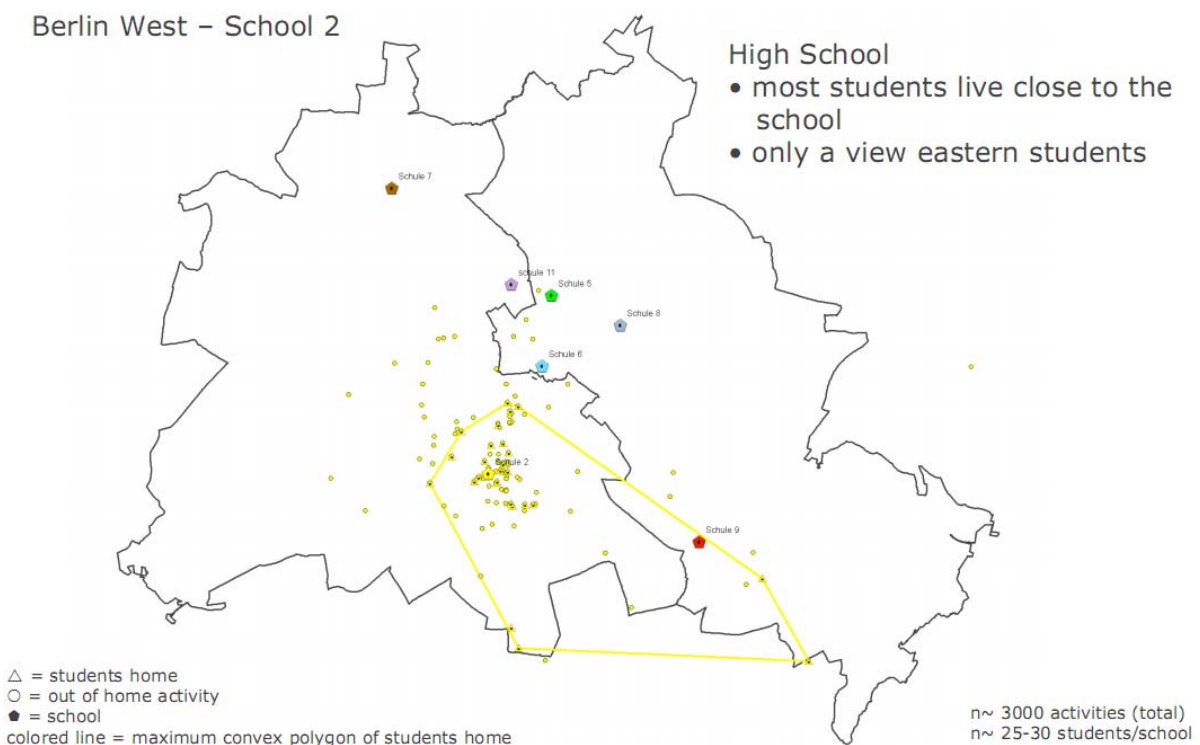 Berlin West – School 2
High School
• most students live close to the
school
• only a view eastern students
Schule 7
schule 11
Schule 5
Schule 8
Schule 6
Schule 2
Schule 9
△ = students home
○ = out of home activity
⬟ = school
colored line = maximum convex polygon of students home
n~ 3000 activities (total)
n~ 25-30 students/school